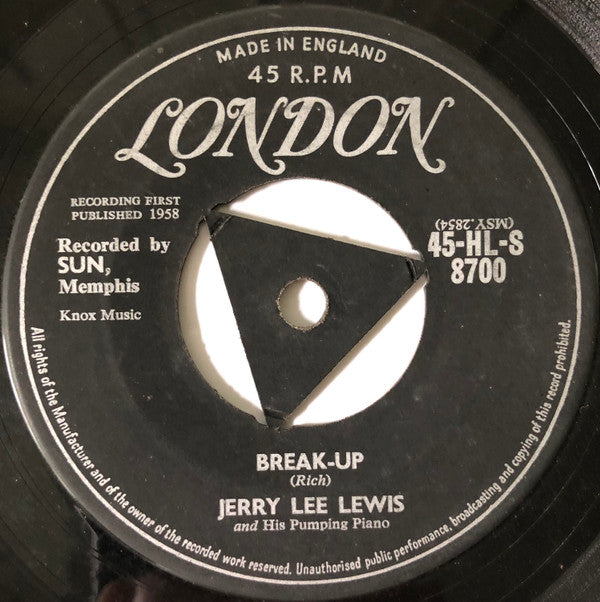 MADE IN ENGLAND
45 R.P.M
LONDON
RECORDING FIRST
PUBLISHED 1958
Recorded by
SUN,
Memphis
Knox Music
(MSY.2854)
45-HL-S
8700
BREAK-UP
(Rich)
JERRY LEE LEWIS
and His Pumping Piano
All rights of the Manufacturer and of the owner of the recorded work reserved. Unauthorised public performance, broadcasting and copying of this record prohibited.